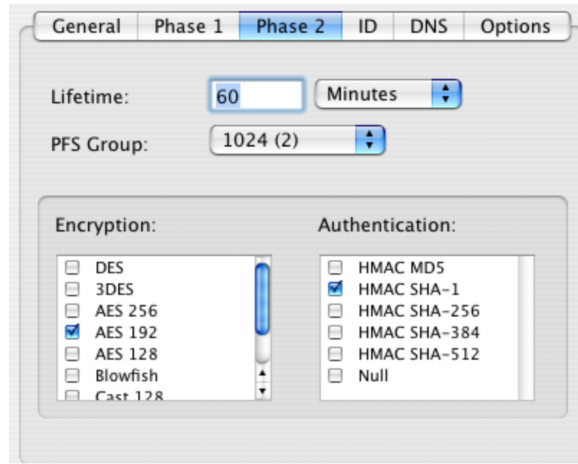 General Phase 1 Phase 2 ID DNS Options
Lifetime: 60 Minutes
PFS Group: 1024 (2)
Encryption: Authentication:
DES HMAC MD5
3DES HMAC SHA-1
AES 256 HMAC SHA-256
AES 192 HMAC SHA-384
AES 128 HMAC SHA-512
Blowfish Null
Cast 128